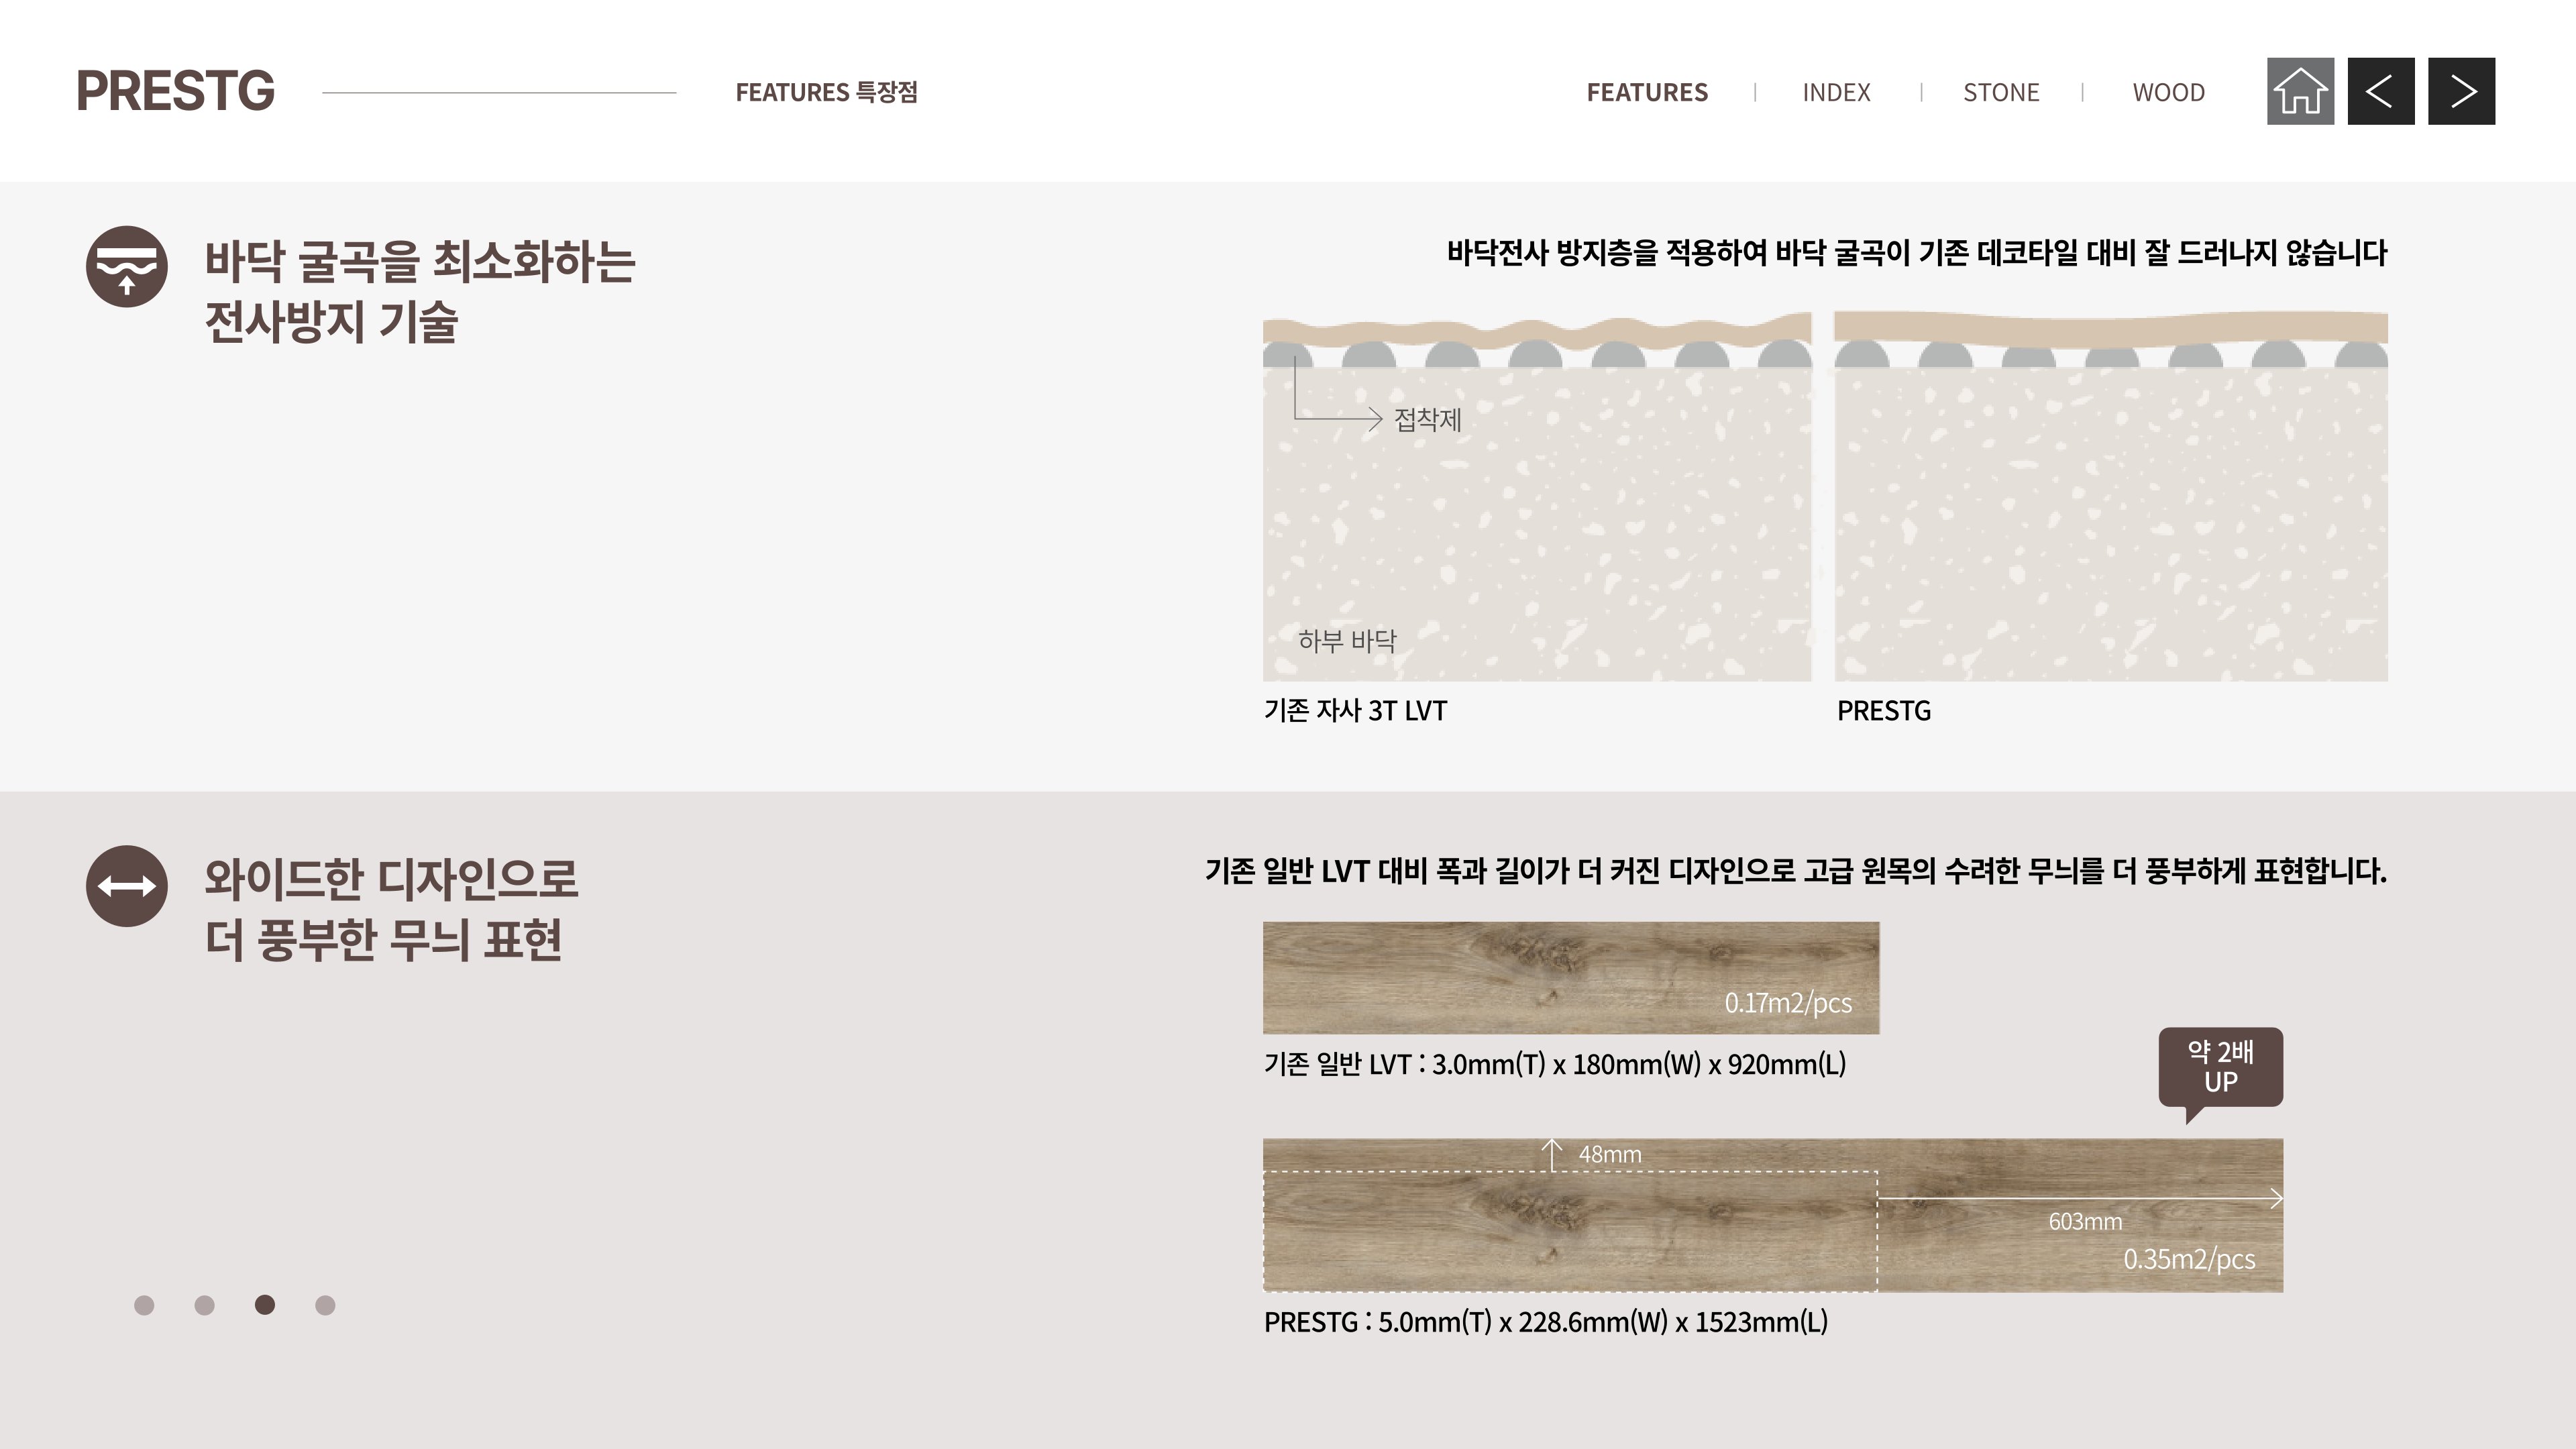 PRESTG
FEATURES 특장점
FEATURES | INDEX | STONE | WOOD
바닥 굴곡을 최소화하는
전사방지 기술
바닥전사 방지층을 적용하여 바닥 굴곡이 기존 데코타일 대비 잘 드러나지 않습니다
접착제
하부 바닥
기존 자사 3T LVT
PRESTG
와이드한 디자인으로
더 풍부한 무늬 표현
기존 일반 LVT 대비 폭과 길이가 더 커진 디자인으로 고급 원목의 수려한 무늬를 더 풍부하게 표현합니다.
0.17m2/pcs
기존 일반 LVT : 3.0mm(T) x 180mm(W) x 920mm(L)
약 2배
UP
48mm
603mm
0.35m2/pcs
PRESTG : 5.0mm(T) x 228.6mm(W) x 1523mm(L)